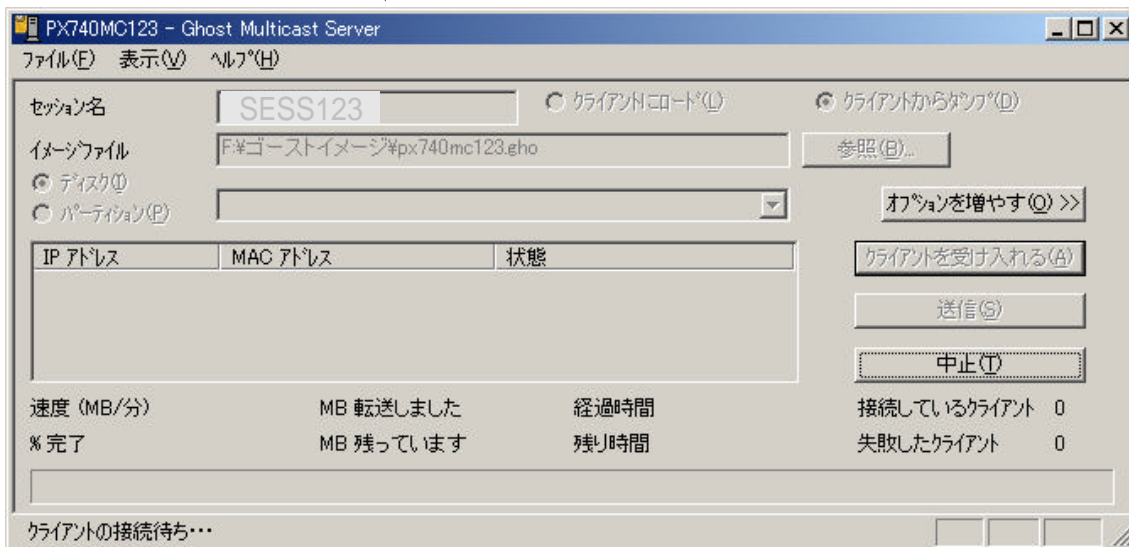 PX740MC123 - Ghost Multicast Server
ファイル(F) 表示(V) ヘルプ(H)
セッション名 SESS123 クライアントにロード(L) クライアントからダンプ(D)
イメージファイル F:¥ゴーストイメージ¥px740mc123.gho 参照(B)...
ディスク(I)
パーティション(P) オプションを増やす(O) >>
IP アドレス MAC アドレス 状態 クライアントを受け入れる(A)
送信(S)
中止(T)
速度 (MB/分) MB 転送しました 経過時間 接続しているクライアント 0
% 完了 MB 残っています 残り時間 失敗したクライアント 0
クライアントの接続待ち・・・